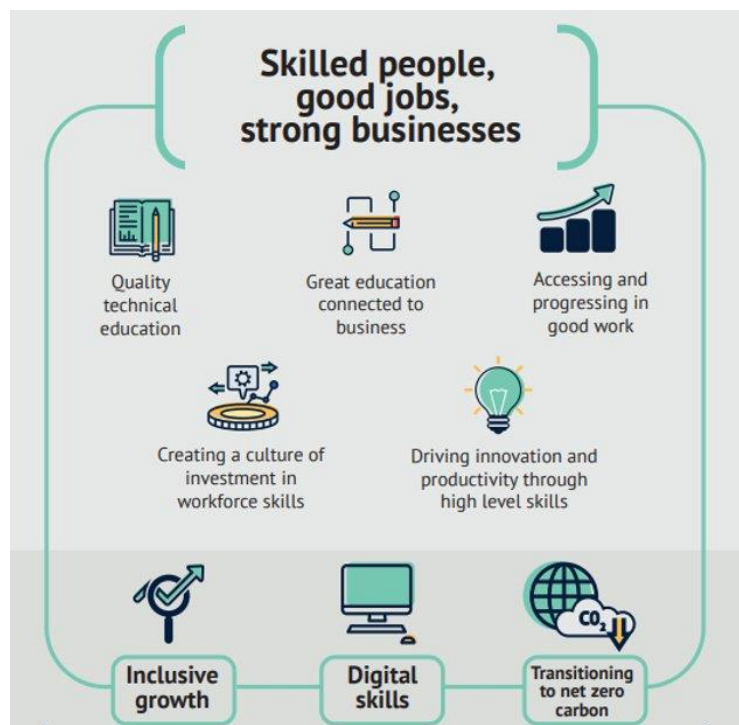 Skilled people,
good jobs,
strong businesses
Quality
technical
education
Great education
connected to
business
Accessing and
progressing in
good work
Creating a culture of
investment in
workforce skills
Driving innovation and
productivity through
high level skills
CO₂
Inclusive
growth
Digital
skills
Transitioning
to net zero
carbon